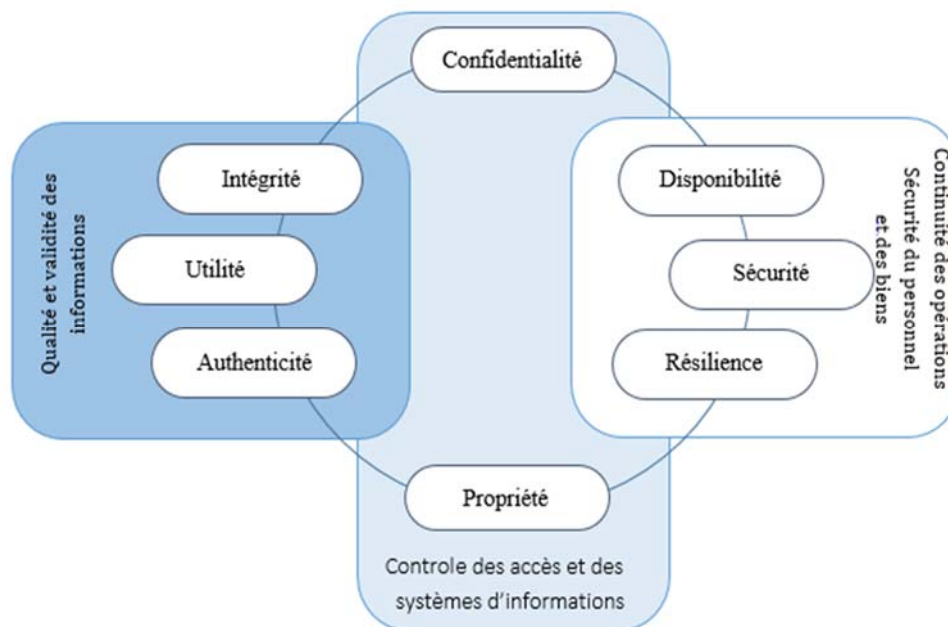 Confidentialité
Qualité et validité des
informations
Intégrité
Utilité
Authenticité
Disponibilité
Sécurité
Résilience
Continuité des opérations
Sécurité du personnel
et des biens
Propriété
Controle des accès et des
systèmes d’informations